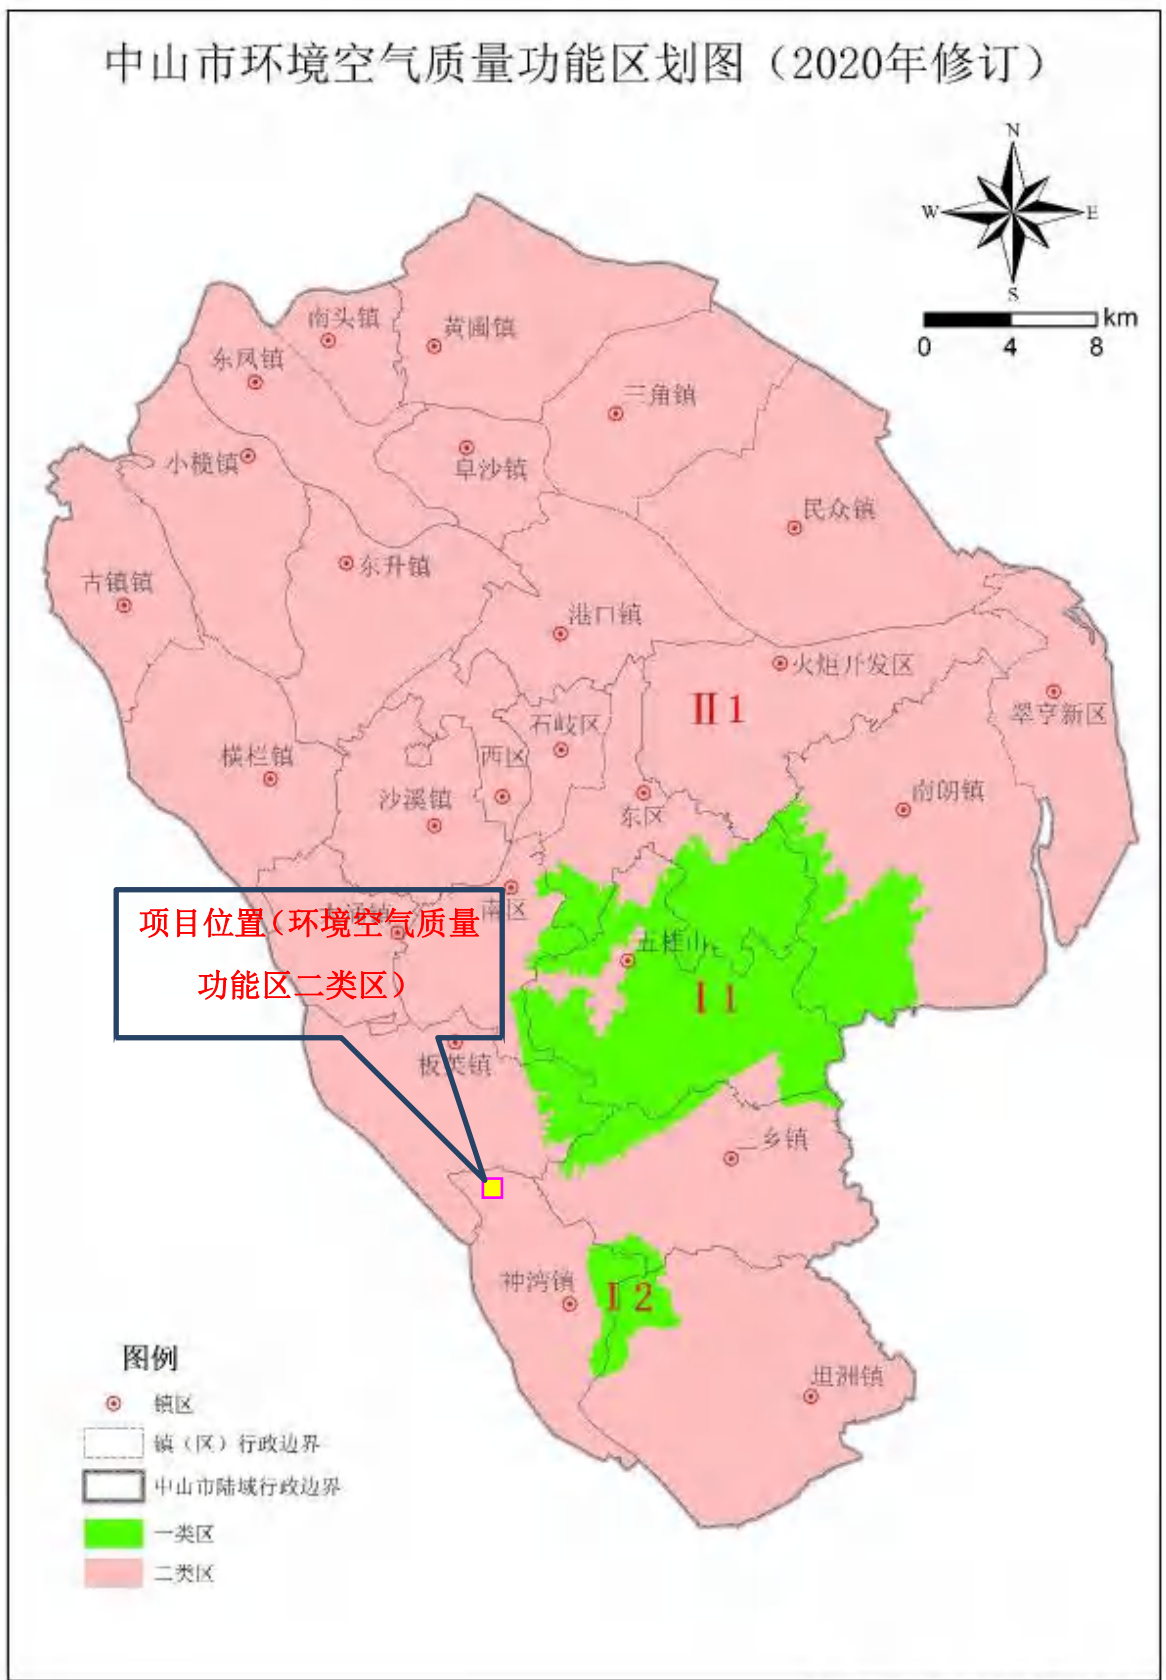 中山市环境空气质量功能区划图（2020年修订）
N
W
E
S
km
0 4 8
南头镇
黄圃镇
东凤镇
三角镇
小榄镇
阜沙镇
民众镇
东升镇
古镇镇
港口镇
火炬开发区
Ⅱ1
翠亨新区
石岐区
横栏镇
西区
沙溪镇
南朗镇
东区
南区
项目位置（环境空气质量
功能区二类区）
五桂山
Ⅰ1
板芙镇
三乡镇
神湾镇
Ⅰ2
坦洲镇
图例
镇区
镇（区）行政边界
中山市陆域行政边界
一类区
二类区